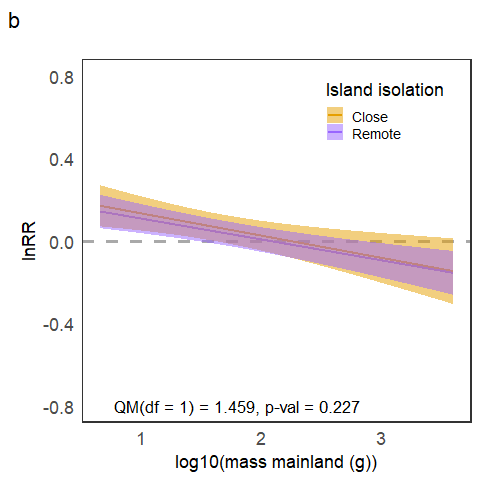 b
Island isolation
Close
Remote
lnRR
0.8
0.4
0.0
-0.4
-0.8
QM(df = 1) = 1.459, p-val = 0.227
1 2 3
log10(mass mainland (g))